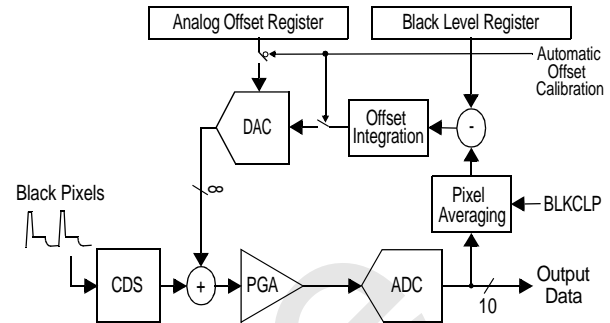 Analog Offset Register
Black Level Register
Automatic
Offset
Calibration
DAC
Offset
Integration
-
8
Black Pixels
Pixel
Averaging
BLKCLP
CDS
+
PGA
ADC
10
Output
Data